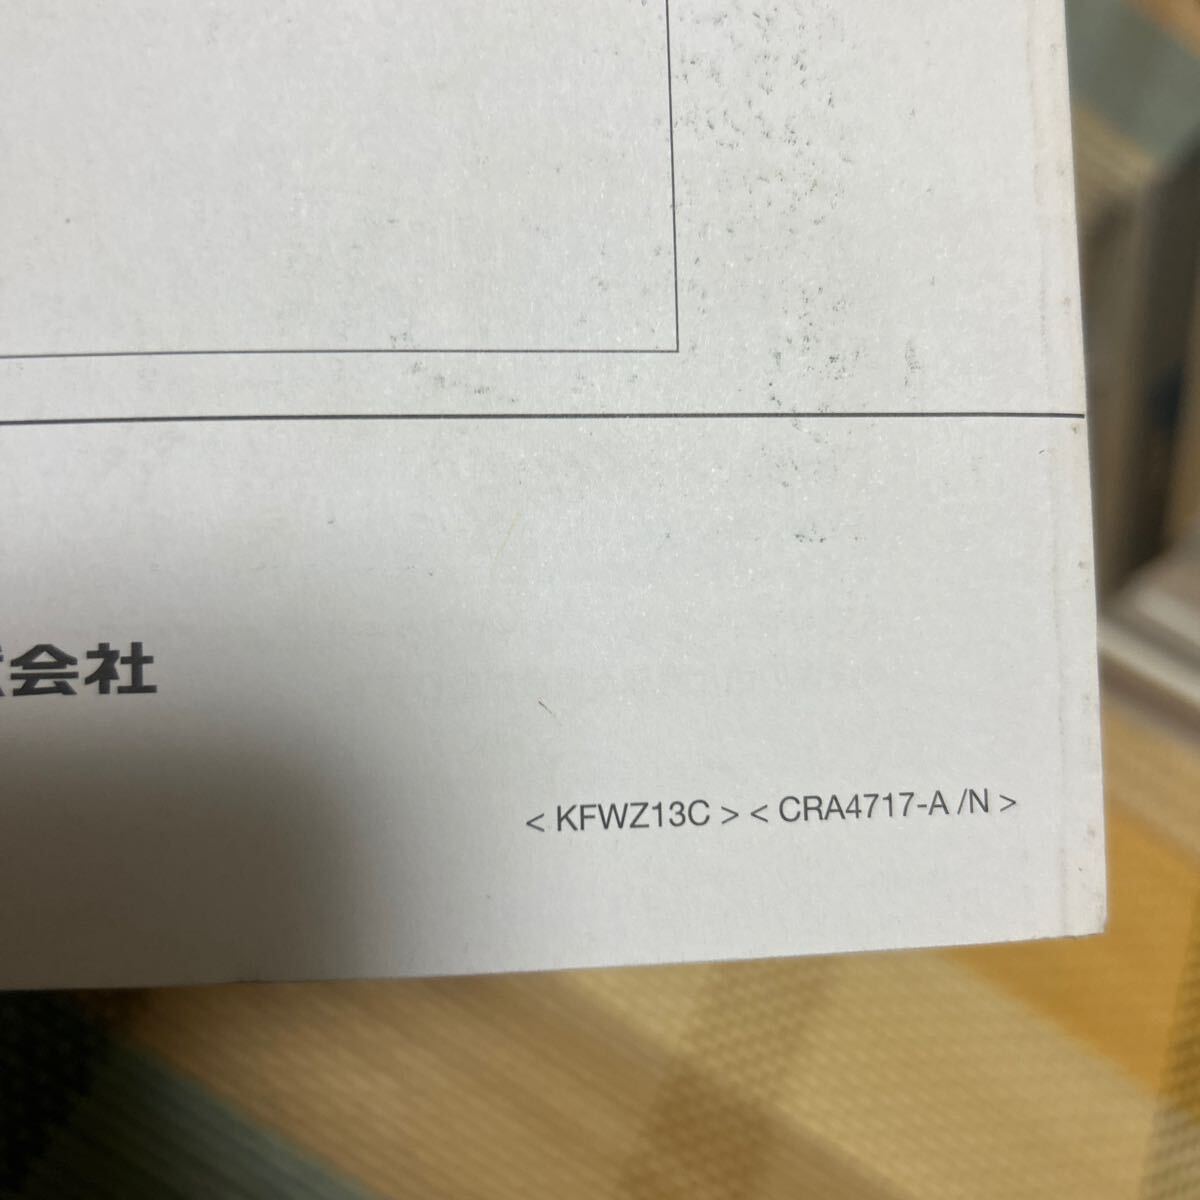 会社
< KFWZ13C > < CRA4717-A /N >